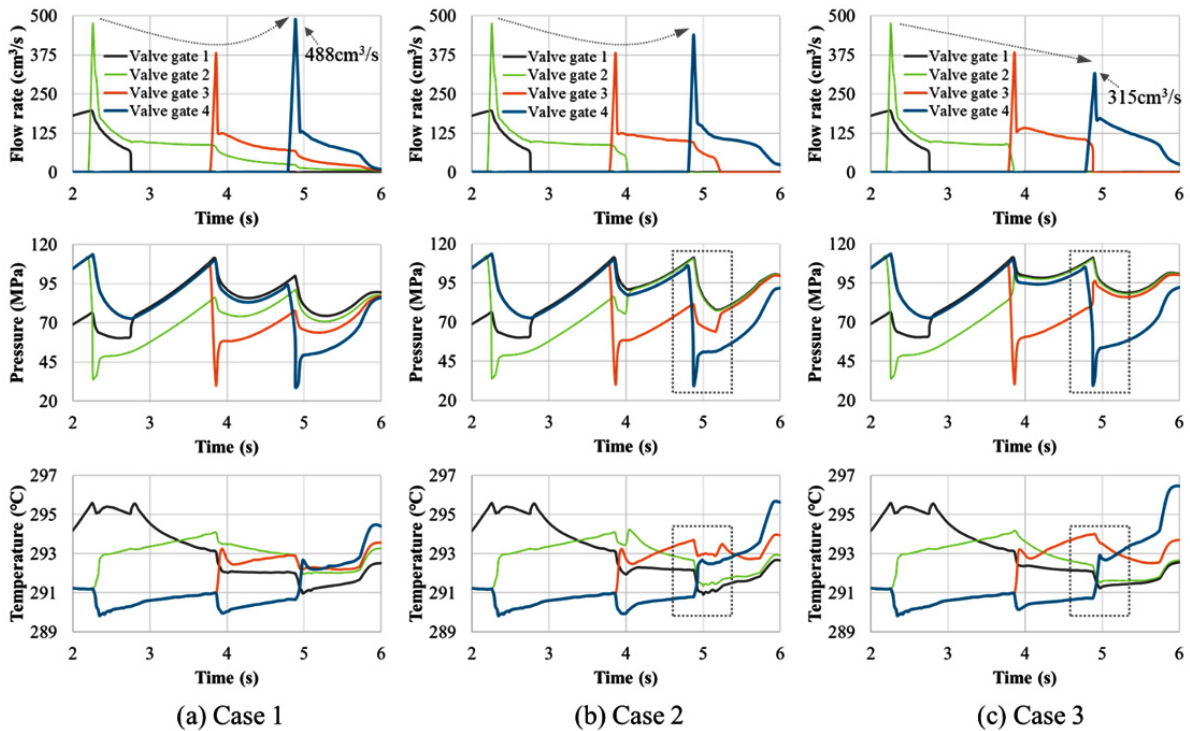 Flow rate (cm³/s)
500
375
250
125
0
Valve gate 1
Valve gate 2
Valve gate 3
Valve gate 4
488cm³/s
2 3 4 5 6
Time (s)
Flow rate (cm³/s)
500
375
250
125
0
Valve gate 1
Valve gate 2
Valve gate 3
Valve gate 4
2 3 4 5 6
Time (s)
Flow rate (cm³/s)
500
375
250
125
0
Valve gate 1
Valve gate 2
Valve gate 3
Valve gate 4
315cm³/s
2 3 4 5 6
Time (s)
Pressure (MPa)
120
95
70
45
20
2 3 4 5 6
Time (s)
Pressure (MPa)
120
95
70
45
20
2 3 4 5 6
Time (s)
Pressure (MPa)
120
95
70
45
20
2 3 4 5 6
Time (s)
Temperature (°C)
297
295
293
291
289
2 3 4 5 6
Time (s)
Temperature (°C)
297
295
293
291
289
2 3 4 5 6
Time (s)
Temperature (°C)
297
295
293
291
289
2 3 4 5 6
Time (s)
(a) Case 1
(b) Case 2
(c) Case 3